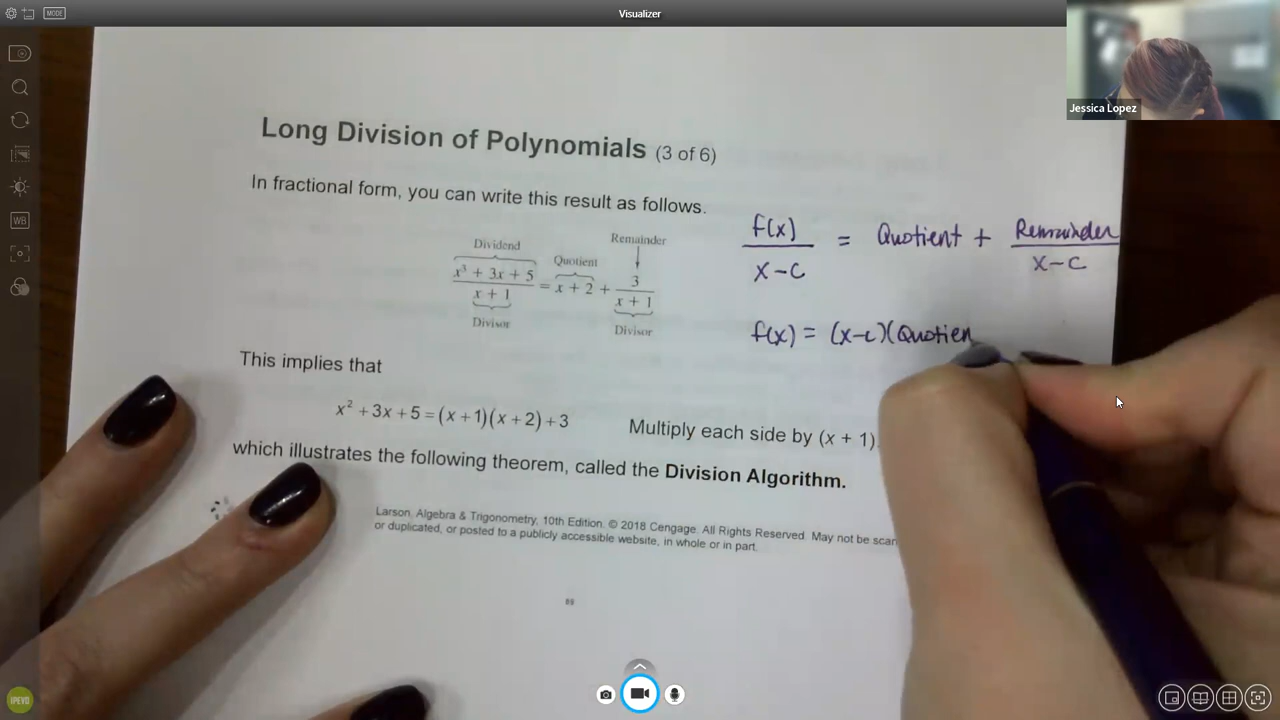 MODE
Visualizer
WB
Jessica Lopez
Long Division of Polynomials (3 of 6)
In fractional form, you can write this result as follows.
Dividend
Quotient
Remainder
x³ + 3x + 5 / x + 1 = x + 2 + 3 / x + 1
Divisor
Divisor
f(x) / x-c = Quotient + Remainder / x-c
f(x) = (x-c)(Quotien
This implies that
x² + 3x + 5 = (x + 1)(x + 2) + 3
Multiply each side by (x + 1).
which illustrates the following theorem, called the Division Algorithm.
Larson, Algebra & Trigonometry, 10th Edition. © 2018 Cengage. All Rights Reserved. May not be scan
or duplicated, or posted to a publicly accessible website, in whole or in part.
IPEVO